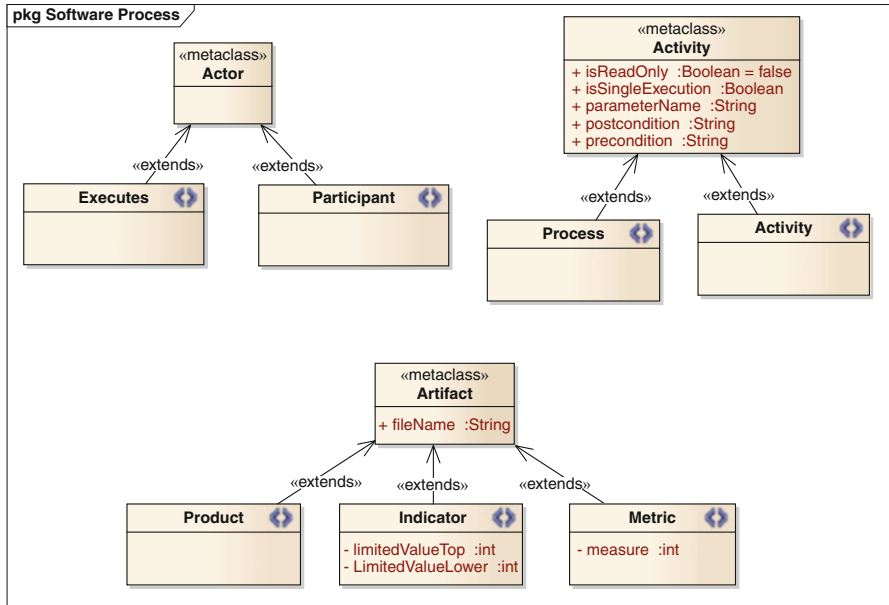 pkg Software Process
«metaclass»
Actor
«metaclass»
Activity
+ isReadOnly :Boolean = false
+ isSingleExecution :Boolean
+ parameterName :String
+ postcondition :String
+ precondition :String
«extends»
«extends»
«extends»
«extends»
Executes
Participant
Process
Activity
«metaclass»
Artifact
+ fileName :String
«extends»
«extends»
«extends»
Product
Indicator
- limitedValueTop :int
- LimitedValueLower :int
Metric
- measure :int